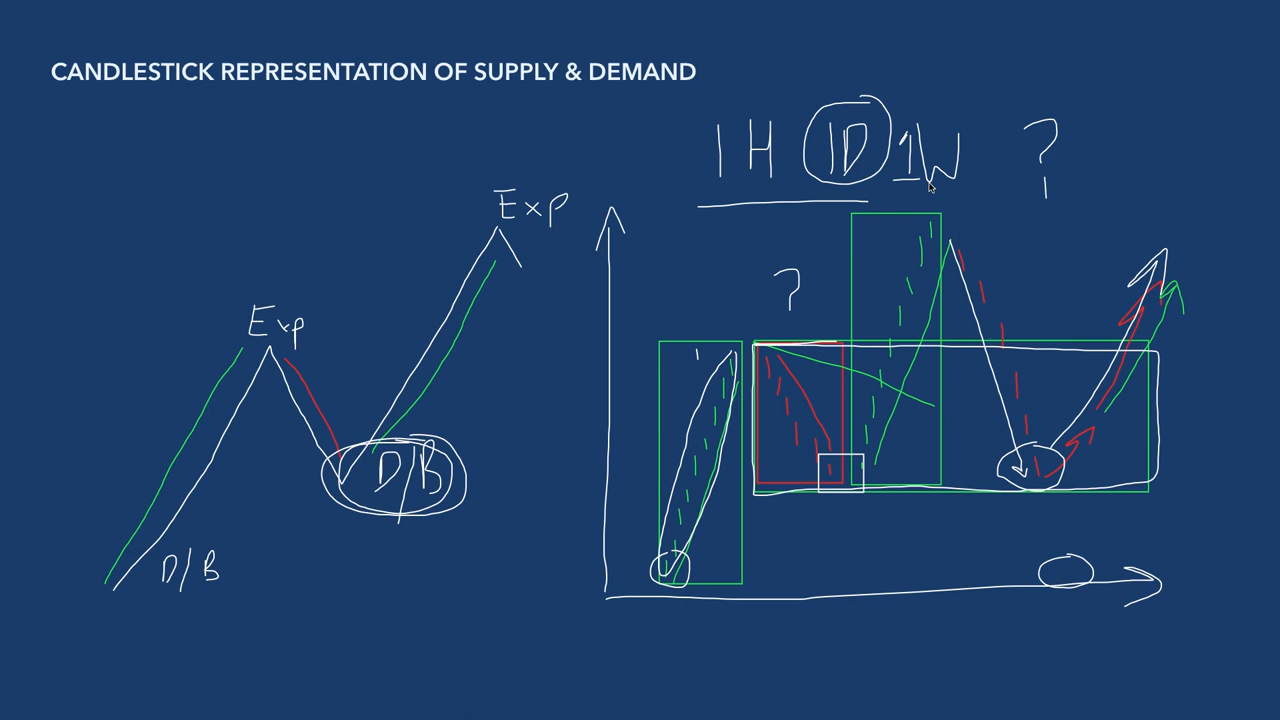 CANDLESTICK REPRESENTATION OF SUPPLY & DEMAND
1H 1D 1W ?
Exp
?
Exp
D/B
D/B